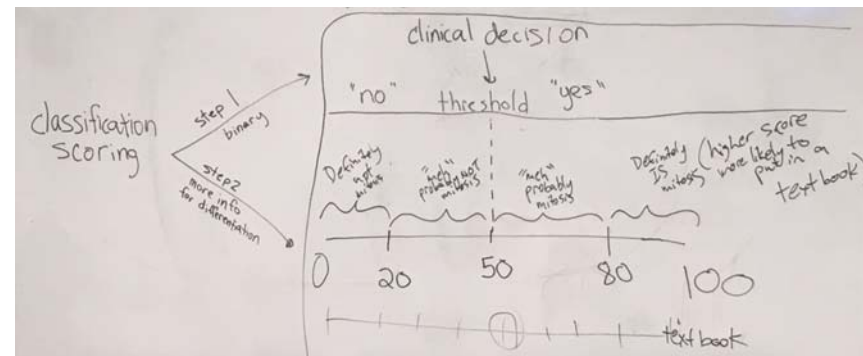 clinical decision
"no" threshold "yes"
classification
scoring
step 1
binary
step2
more info
for differentiation
Definitely
not
mitosis
"meh"
probably NOT
mitosis
"meh"
probably
mitosis
Definitely
IS
mitosis
(higher score
more likely to
put in a
textbook)
0 20 50 80 100
textbook